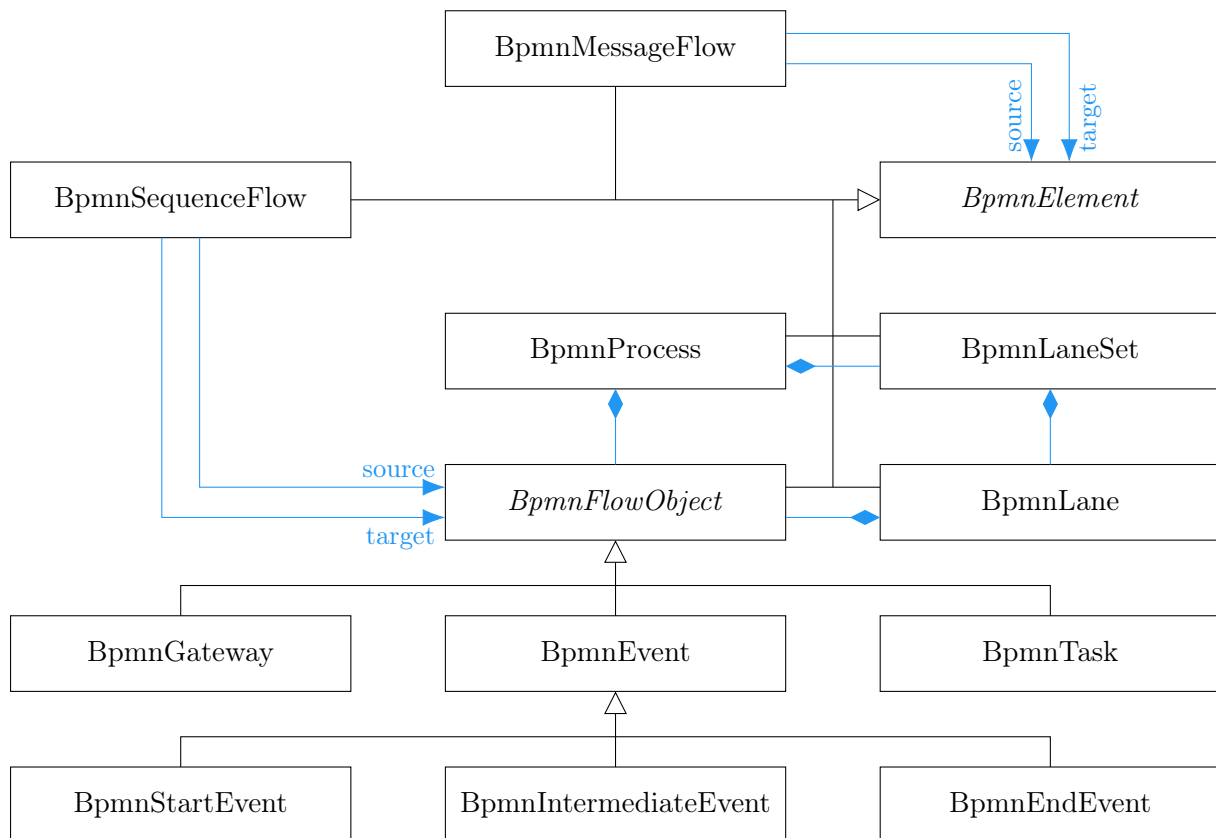 BpmnMessageFlow
source
target
BpmnSequenceFlow
BpmnElement
BpmnProcess
BpmnLaneSet
source
BpmnFlowObject
BpmnLane
target
BpmnGateway
BpmnEvent
BpmnTask
BpmnStartEvent
BpmnIntermediateEvent
BpmnEndEvent